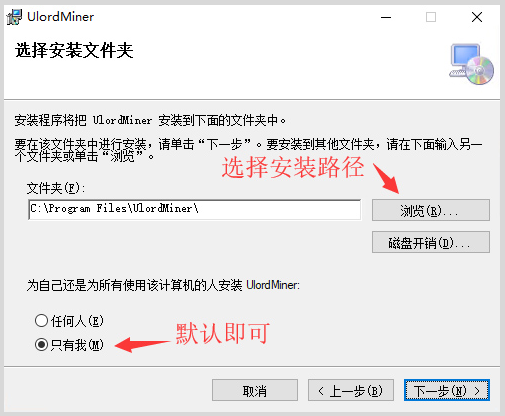 UlordMiner
选择安装文件夹
安装程序将把 UlordMiner 安装到下面的文件夹中。
要在该文件夹中进行安装，请单击“下一步”。要安装到其他文件夹，请在下面输入另一
个文件夹或单击“浏览”。
选择安装路径
文件夹(F):
C:\Program Files\UlordMiner\
浏览(R)...
磁盘开销(D)...
为自己还是为所有使用该计算机的人安装 UlordMiner:
任何人(E)
只有我(M)
默认即可
取消
< 上一步(B)
下一步(N) >